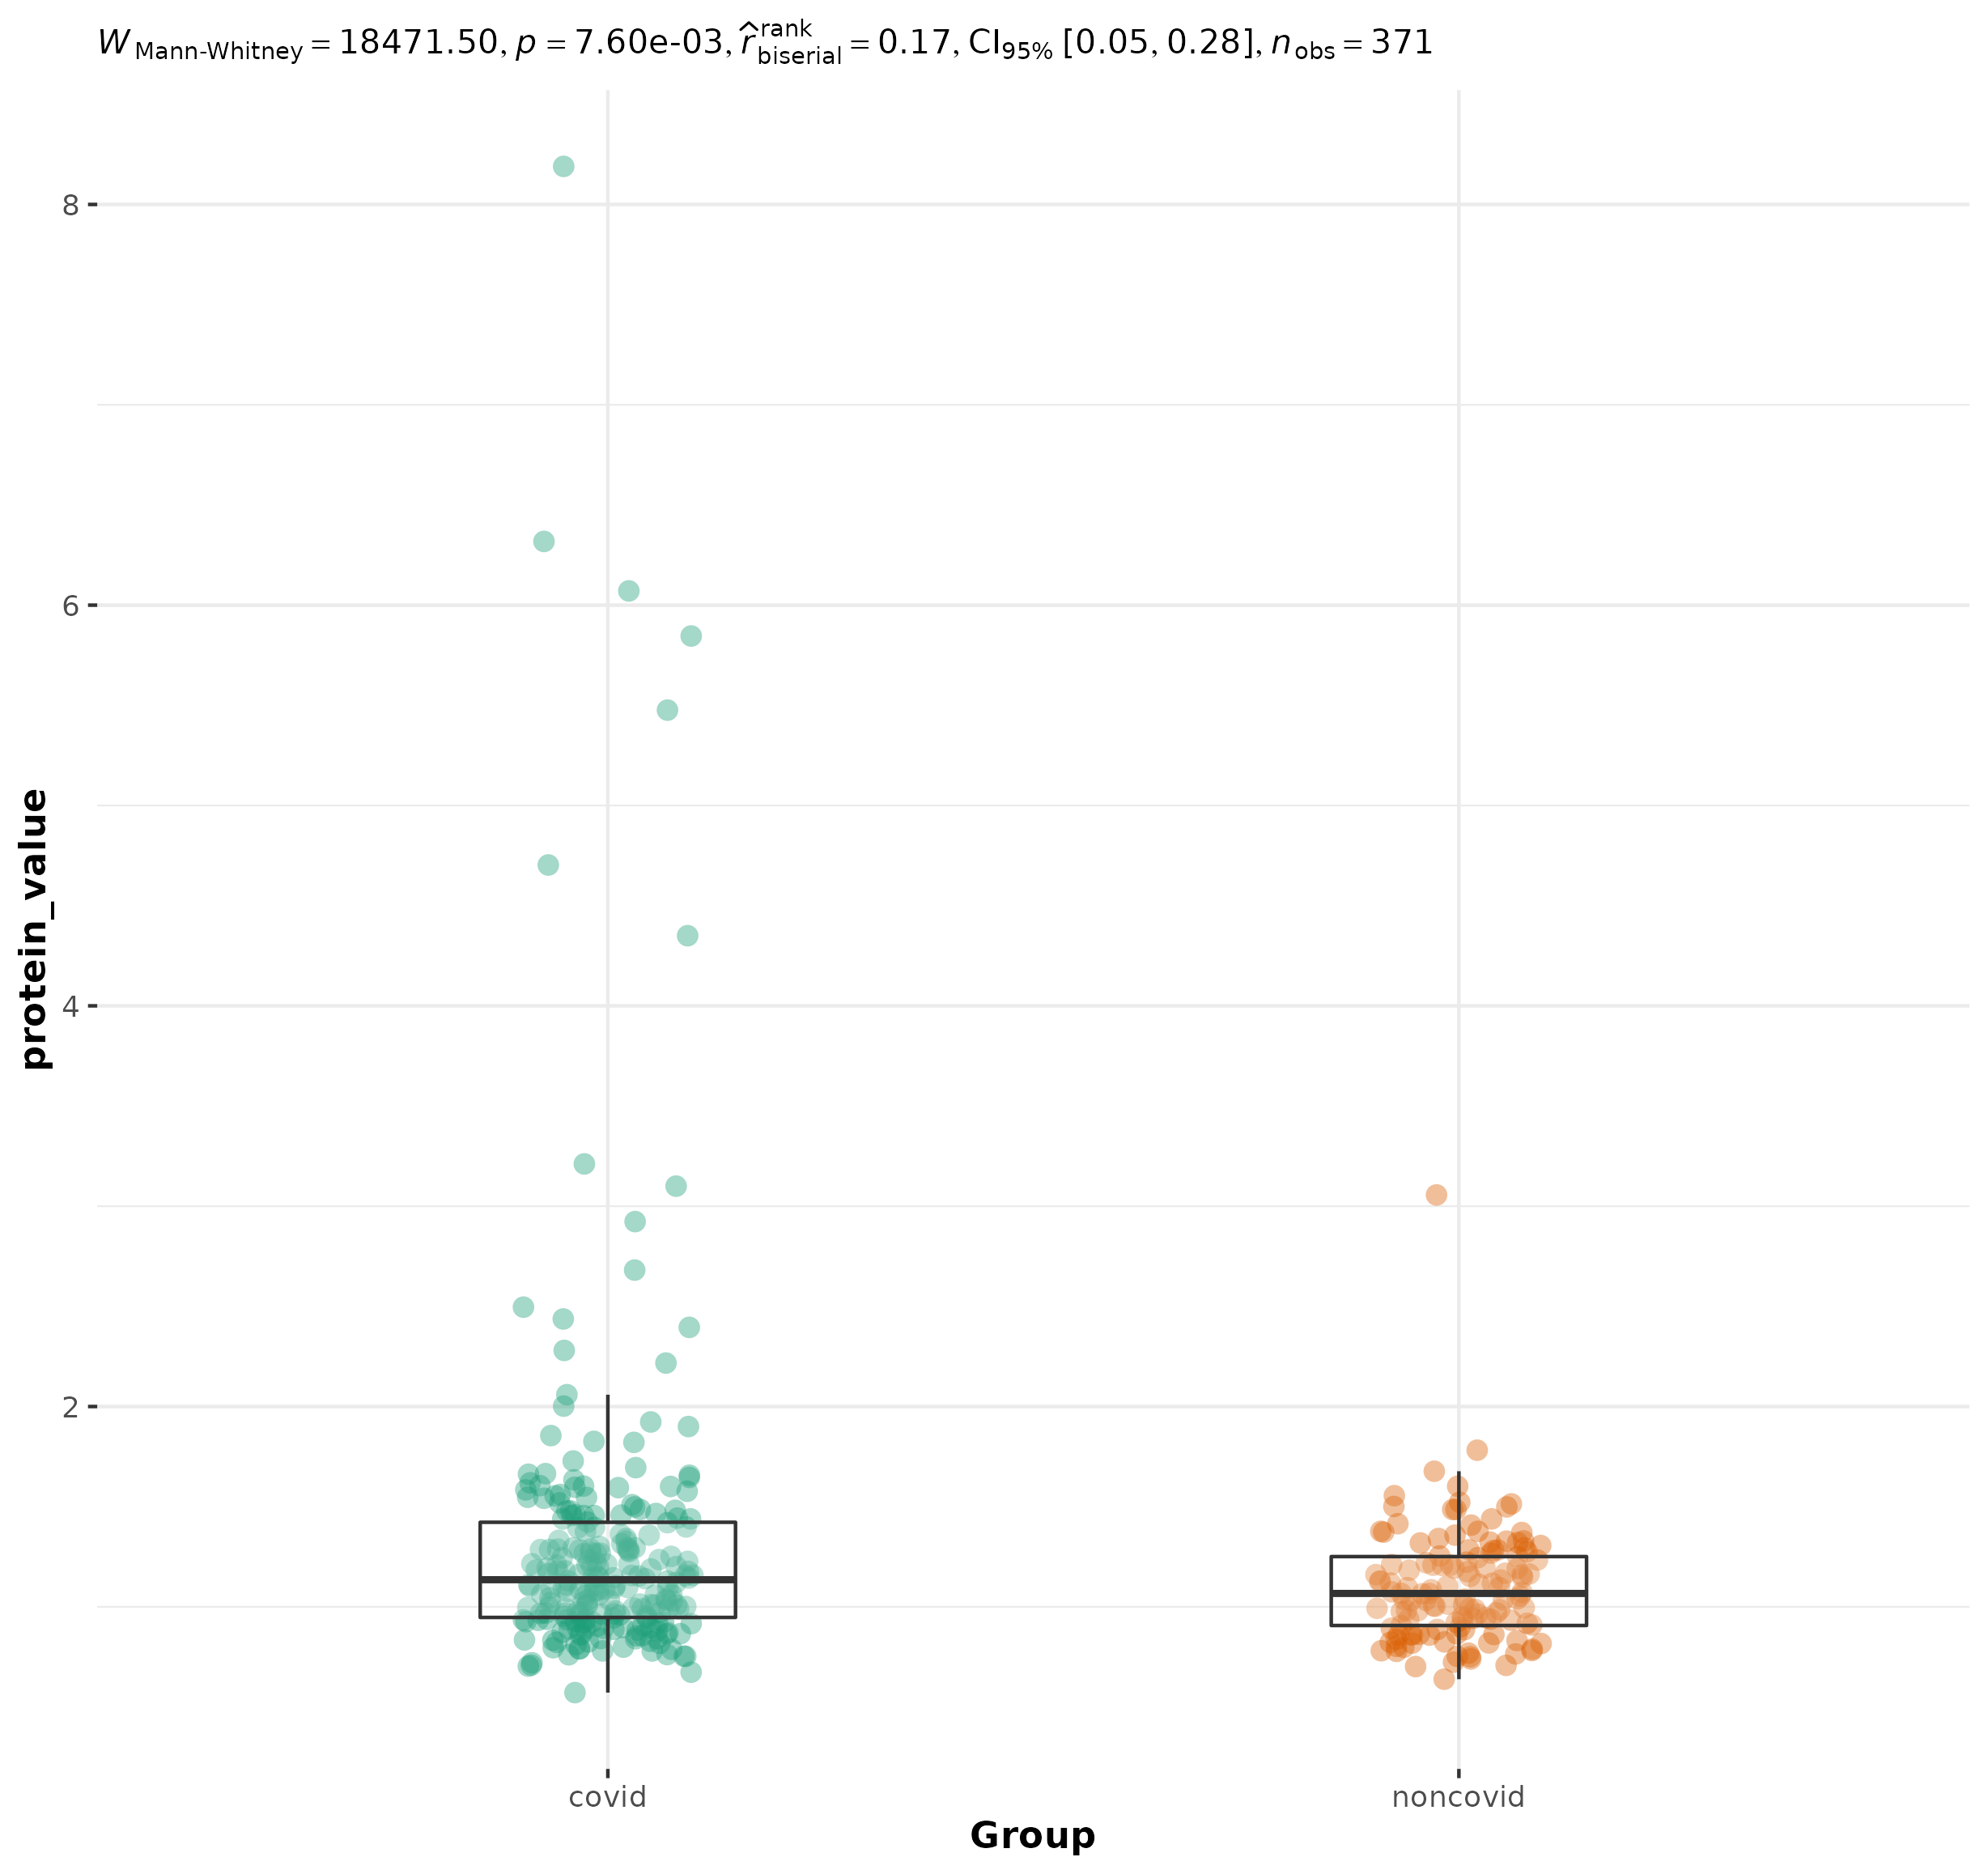 W Mann-Whitney = 18471.50, p = 7.60e-03, r̂ rank biserial = 0.17, CI95% [0.05, 0.28], n obs = 371
8
6
4
2
protein_value
covid noncovid
Group